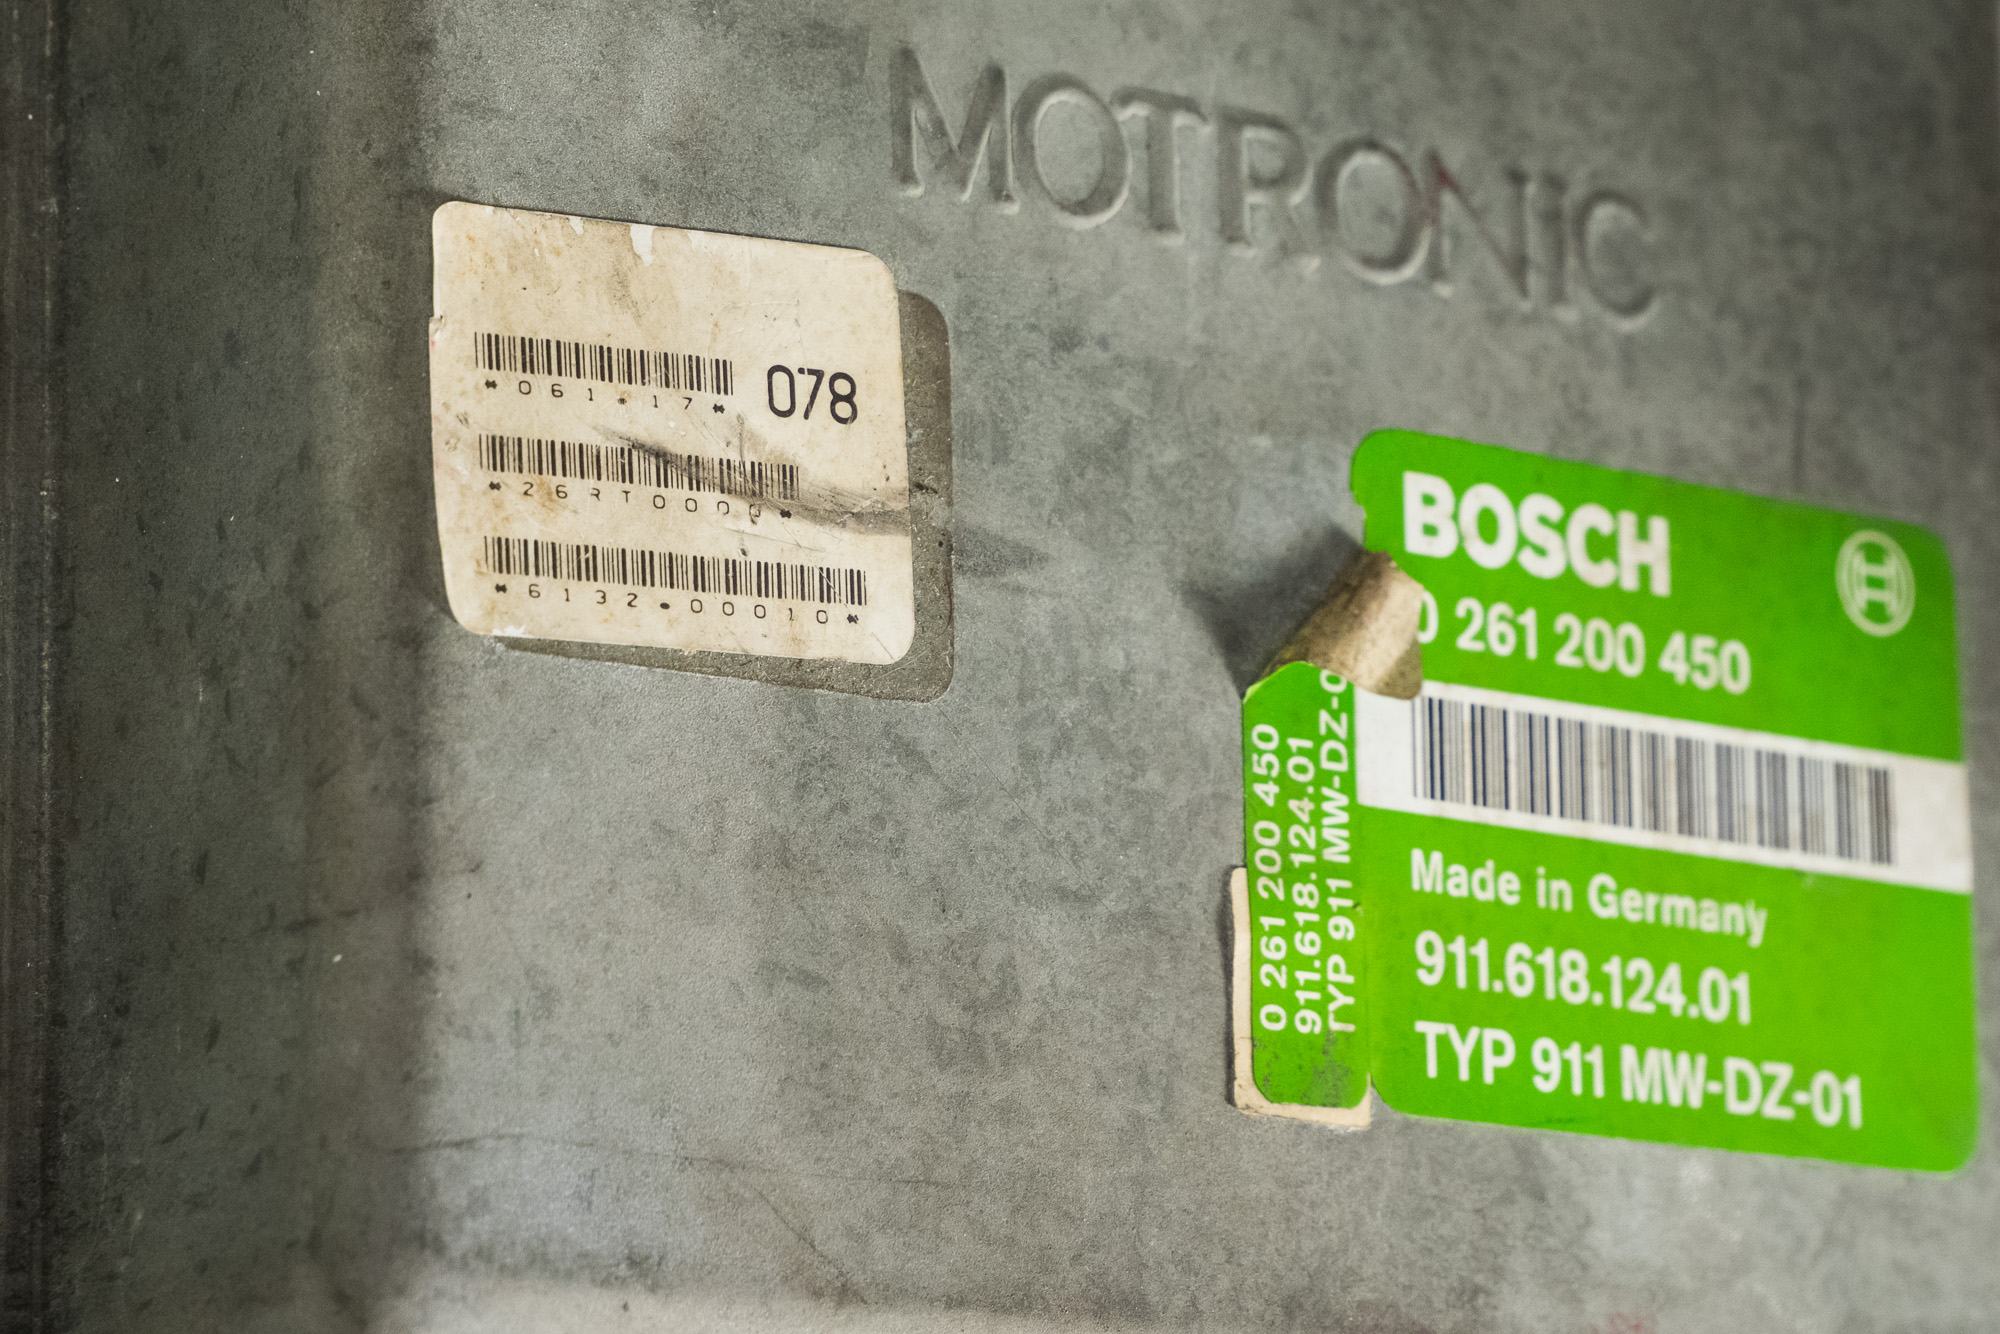 MOTRONIC
*061.17*
078
*26RT0000*
*6132.00010*
BOSCH
0 261 200 450
Made in Germany
911.618.124.01
TYP 911 MW-DZ-01
0 261 200 450
911.618.124.01
TYP 911 MW-DZ-0